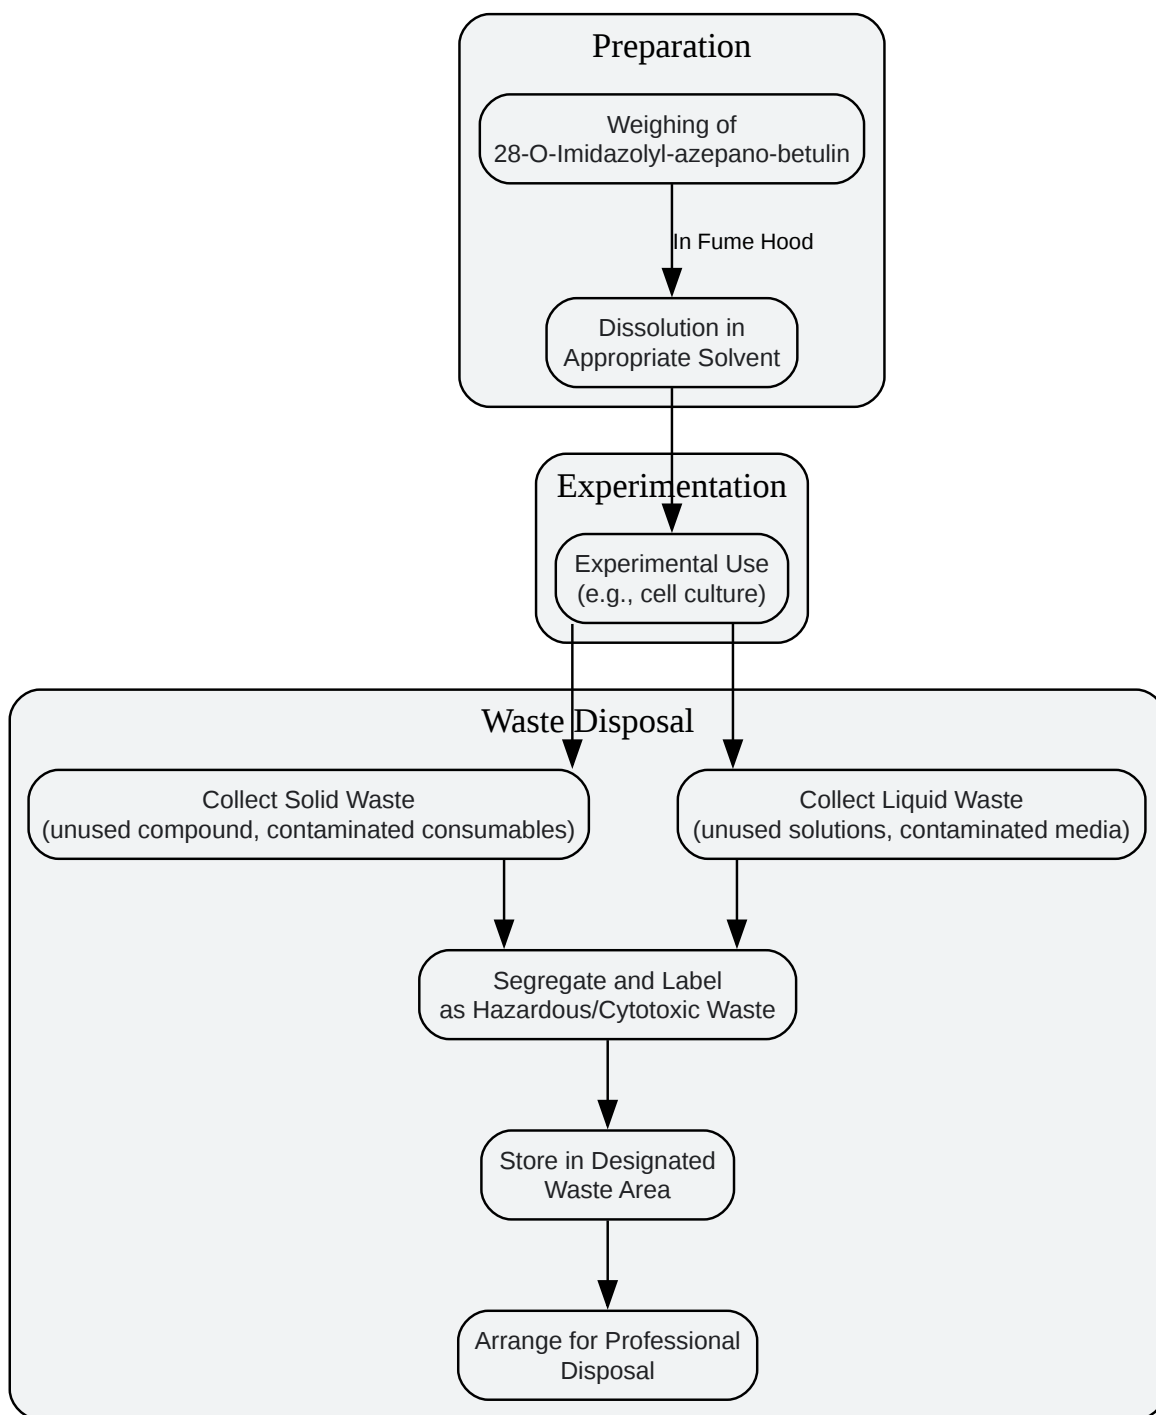 Preparation
Weighing of
28-O-Imidazolyl-azepano-betulin
In Fume Hood
Dissolution in
Appropriate Solvent
Experimentation
Experimental Use
(e.g., cell culture)
Waste Disposal
Collect Solid Waste
(unused compound, contaminated consumables)
Collect Liquid Waste
(unused solutions, contaminated media)
Segregate and Label
as Hazardous/Cytotoxic Waste
Store in Designated
Waste Area
Arrange for Professional
Disposal